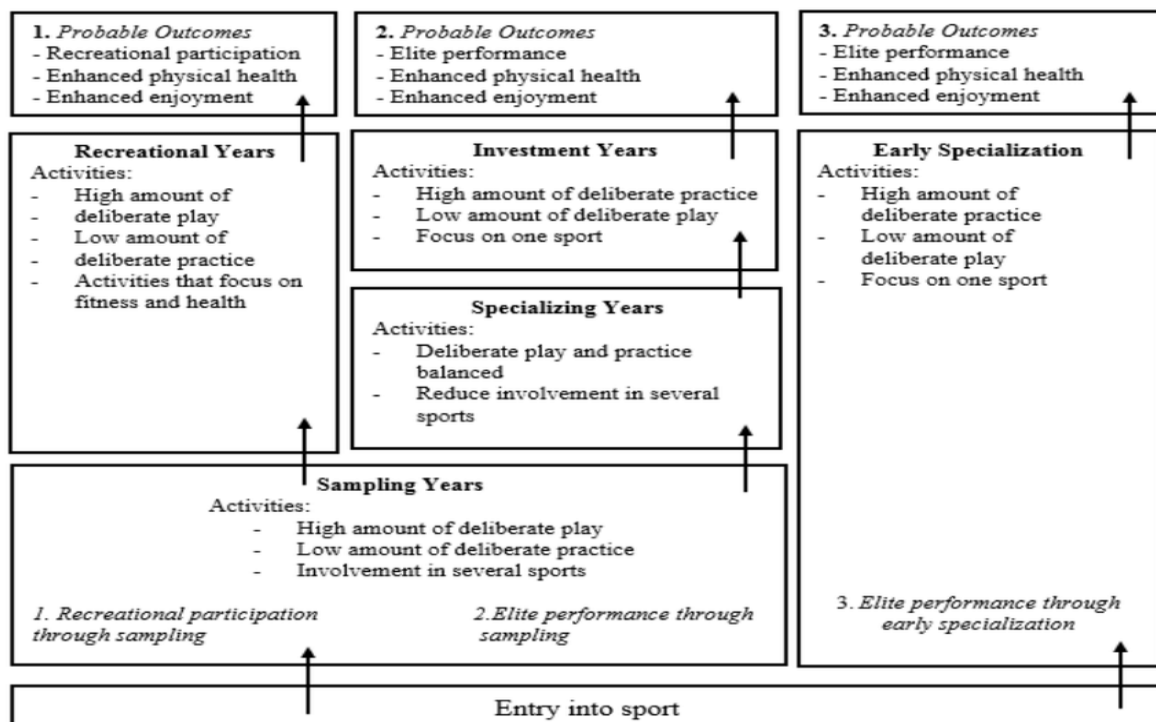 1. Probable Outcomes
- Recreational participation
- Enhanced physical health
- Enhanced enjoyment
2. Probable Outcomes
- Elite performance
- Enhanced physical health
- Enhanced enjoyment
3. Probable Outcomes
- Elite performance
- Enhanced physical health
- Enhanced enjoyment
Recreational Years
Activities:
- High amount of
- deliberate play
- Low amount of
- deliberate practice
- Activities that focus on
fitness and health
Investment Years
Activities:
- High amount of deliberate practice
- Low amount of deliberate play
- Focus on one sport
Early Specialization
Activities:
- High amount of
deliberate practice
- Low amount of
deliberate play
- Focus on one sport
Specializing Years
Activities:
- Deliberate play and practice
balanced
- Reduce involvement in several
sports
Sampling Years
Activities:
- High amount of deliberate play
- Low amount of deliberate practice
- Involvement in several sports
1. Recreational participation
through sampling
2.Elite performance through
sampling
3. Elite performance through
early specialization
Entry into sport